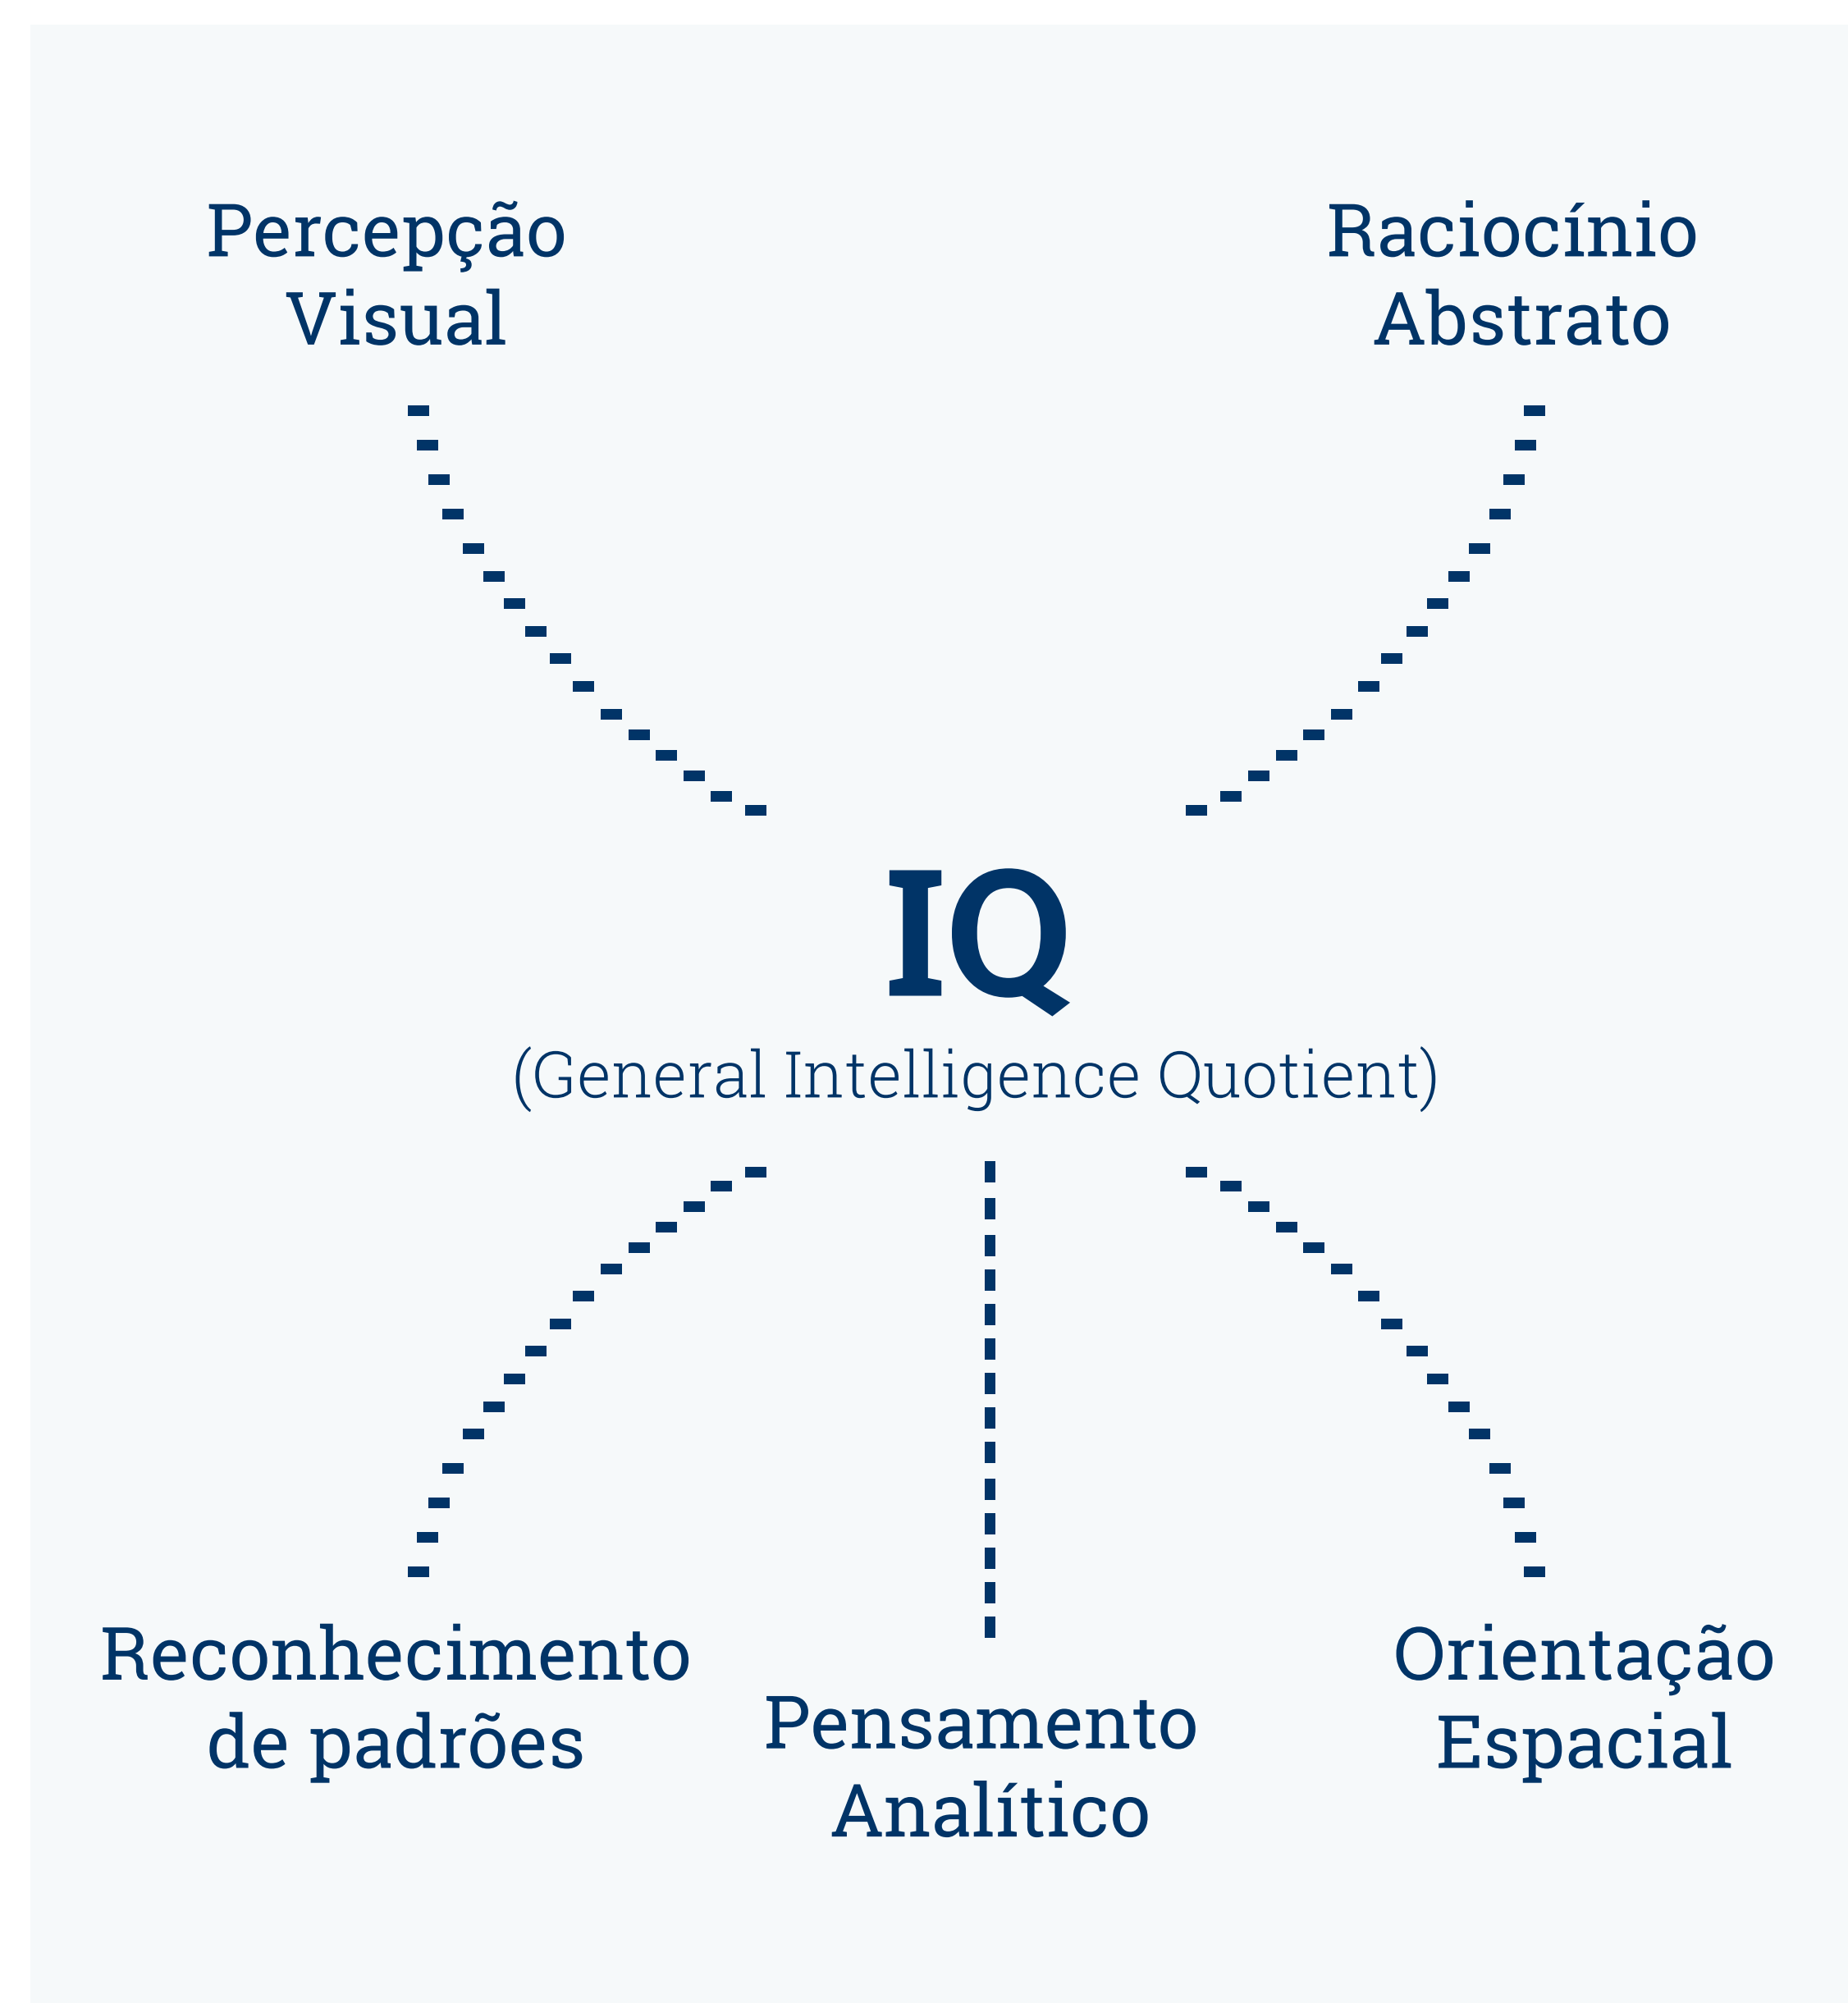 Percepção
Visual
Raciocínio
Abstrato
IQ
(General Intelligence Quotient)
Reconhecimento
de padrões
Pensamento
Analítico
Orientação
Espacial